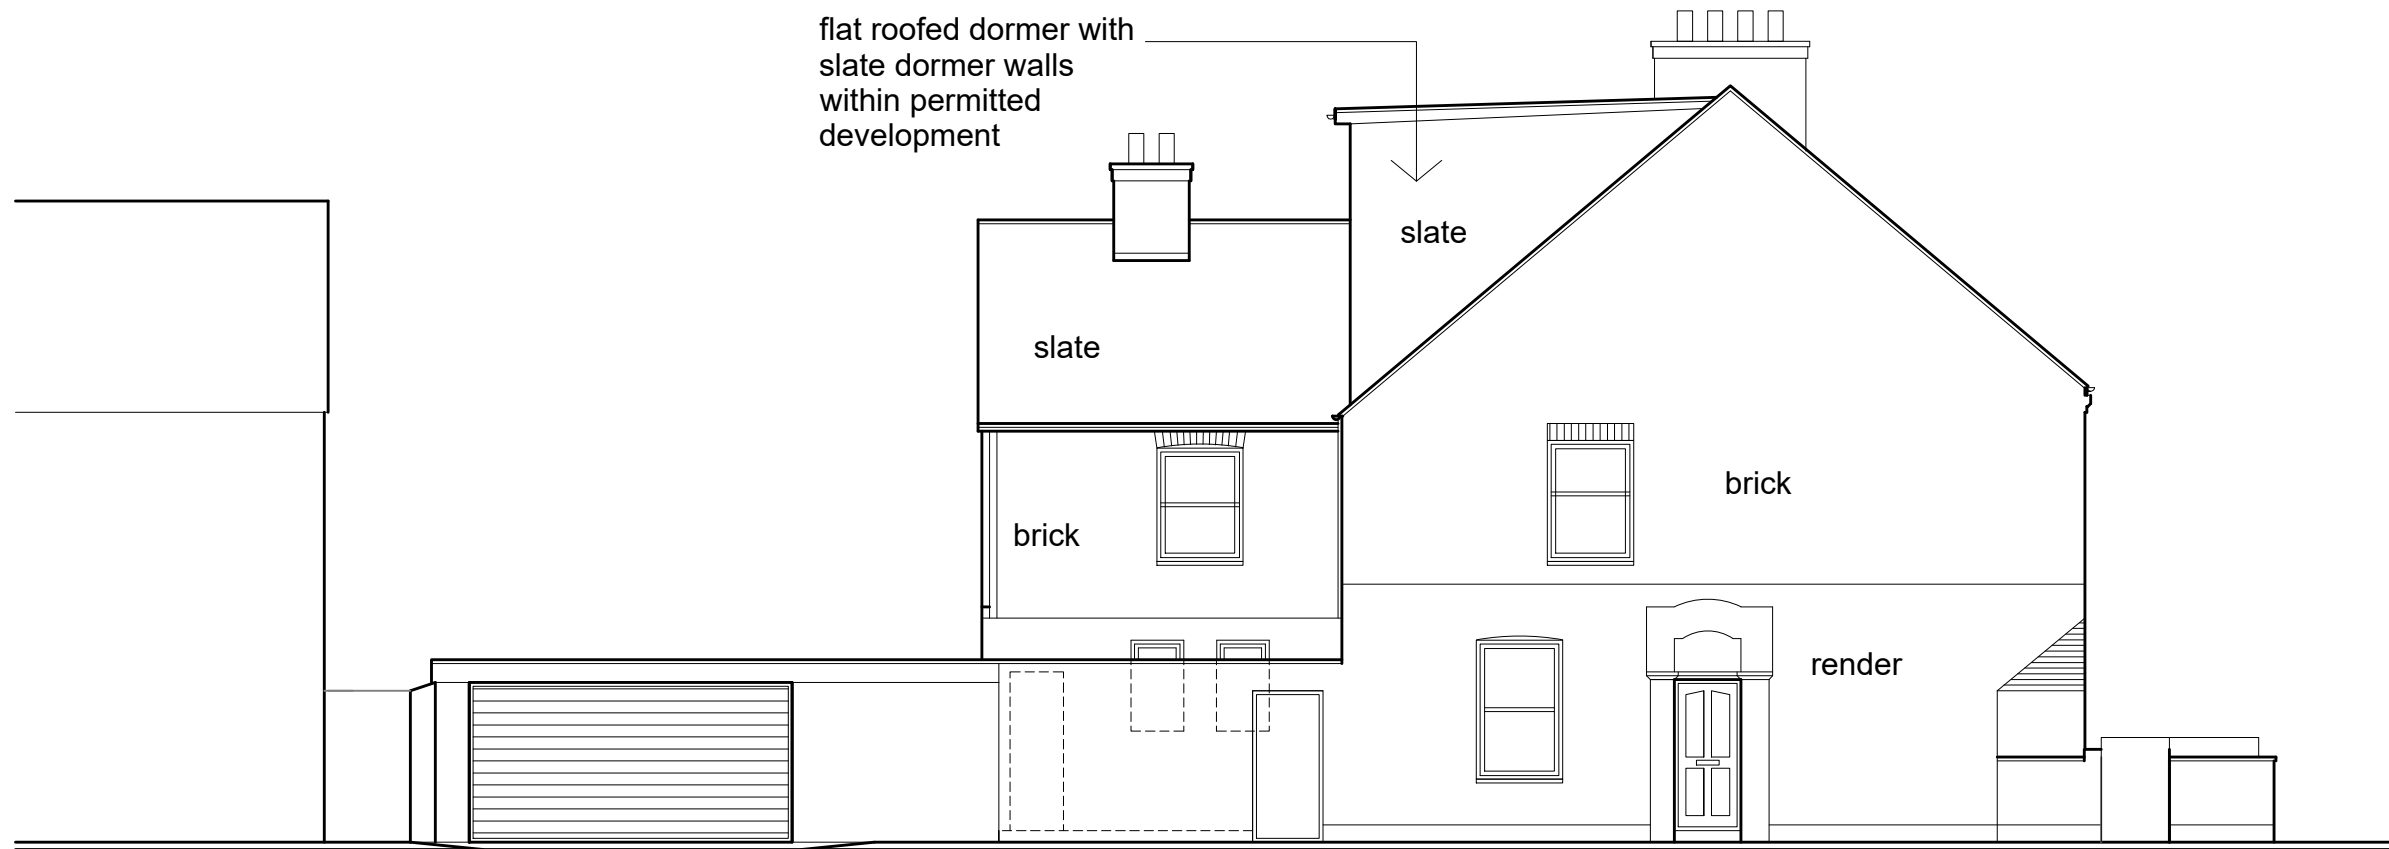 flat roofed dormer with
slate dormer walls
within permitted
development
slate
slate
brick
brick
render